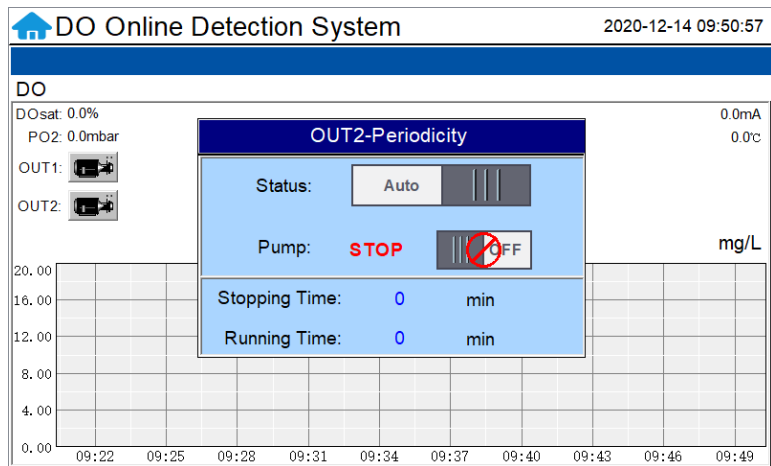 DO Online Detection System 2020-12-14 09:50:57
DO
DOsat: 0.0% 0.0mA
PO2: 0.0mbar 0.0℃
OUT1:
OUT2:
OUT2-Periodicity
Status: Auto
Pump: STOP OFF
Stopping Time: 0 min
Running Time: 0 min
mg/L
20.00
16.00
12.00
8.00
4.00
0.00
09:22 09:25 09:28 09:31 09:34 09:37 09:40 09:43 09:46 09:49